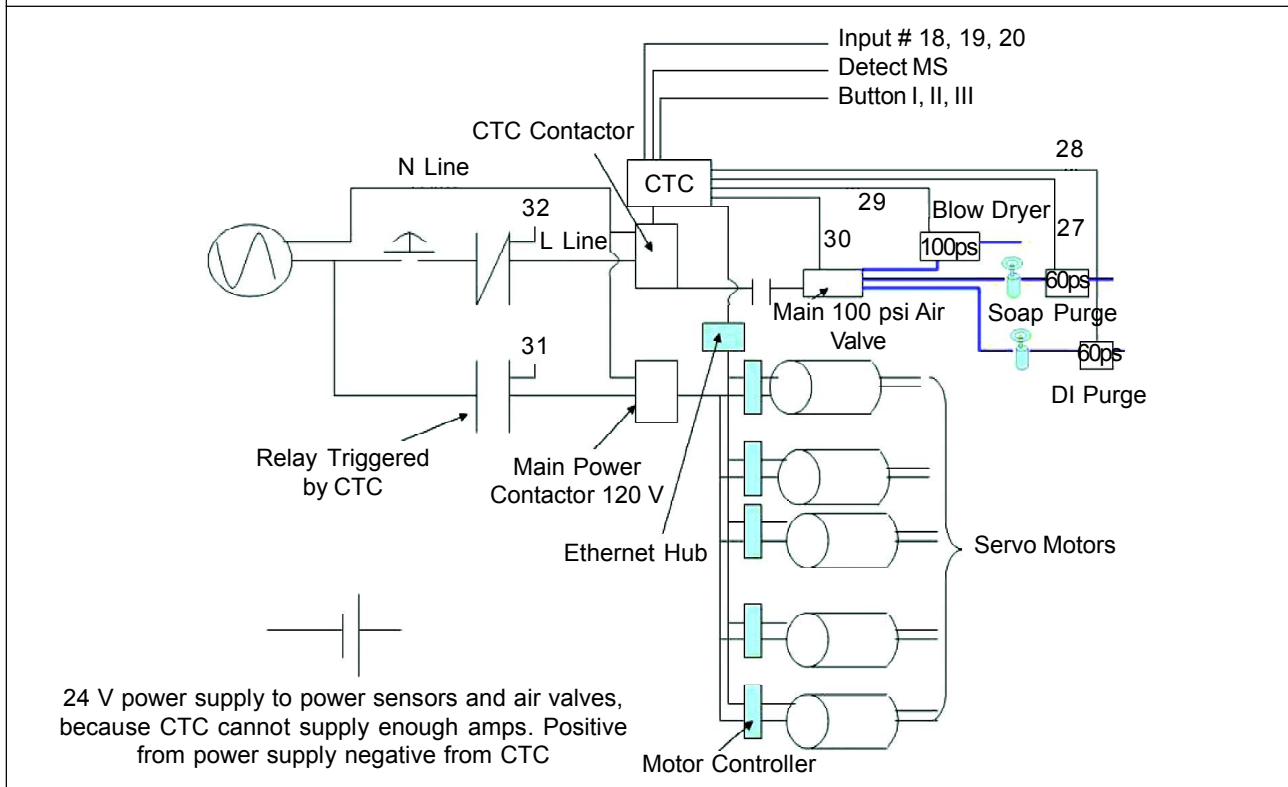 Input # 18, 19, 20
Detect MS
Button I, II, III
CTC Contactor
28
N Line
CTC
29
Blow Dryer
27
32
L Line
30
100ps
60ps
Main 100 psi Air
Valve
Soap Purge
31
60ps
DI Purge
Relay Triggered
by CTC
Main Power
Contactor 120 V
Ethernet Hub
Servo Motors
24 V power supply to power sensors and air valves,
because CTC cannot supply enough amps. Positive
from power supply negative from CTC
Motor Controller